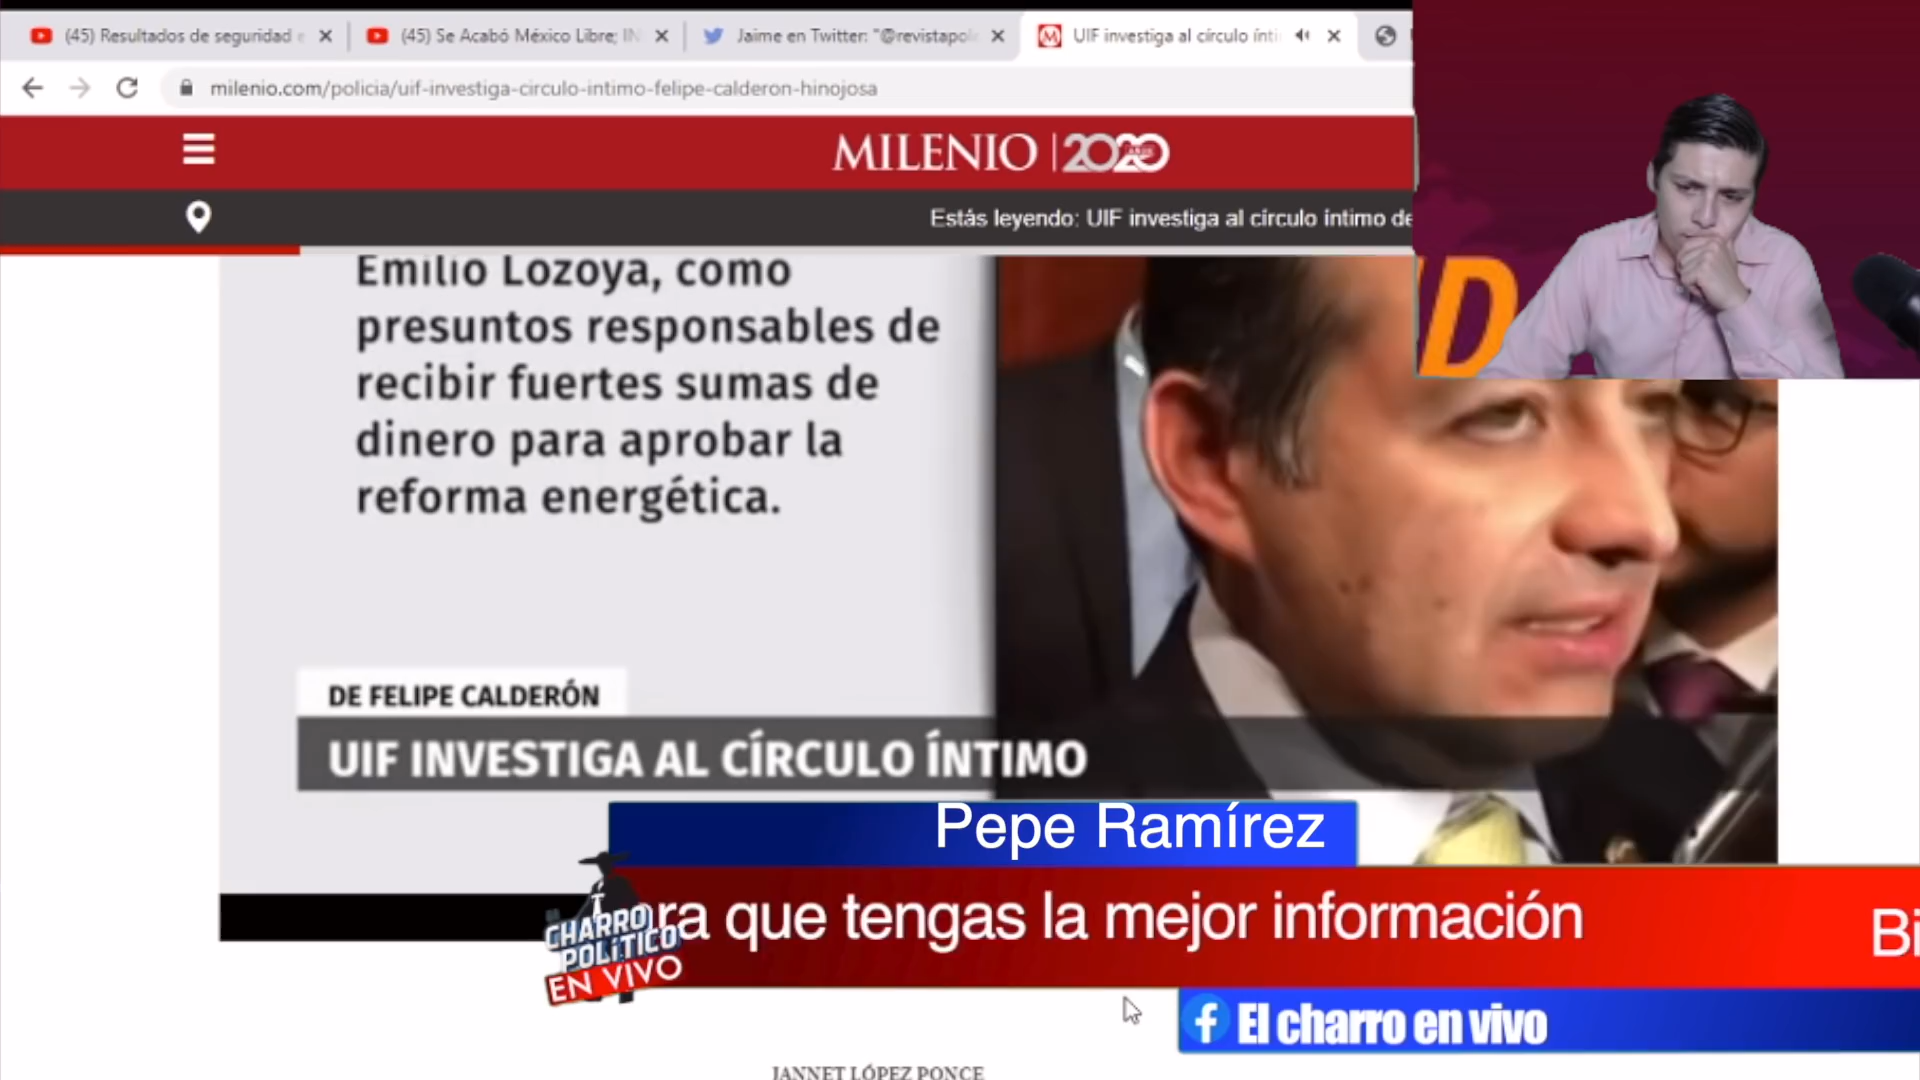 (45) Resultados de seguridad e
(45) Se Acabó México Libre; IN
Jaime en Twitter: "@revistapole
UIF investiga al círculo ínti
milenio.com/policia/uif-investiga-circulo-intimo-felipe-calderon-hinojosa
MILENIO | 2020
Estás leyendo: UIF investiga al círculo íntimo de
Emilio Lozoya, como
presuntos responsables de
recibir fuertes sumas de
dinero para aprobar la
reforma energética.
DE FELIPE CALDERÓN
UIF INVESTIGA AL CÍRCULO ÍNTIMO
Pepe Ramírez
ara que tengas la mejor información
Bi
CHARRO
POLÍTICO
EN VIVO
El charro en vivo
JANNET LÓPEZ PONCE